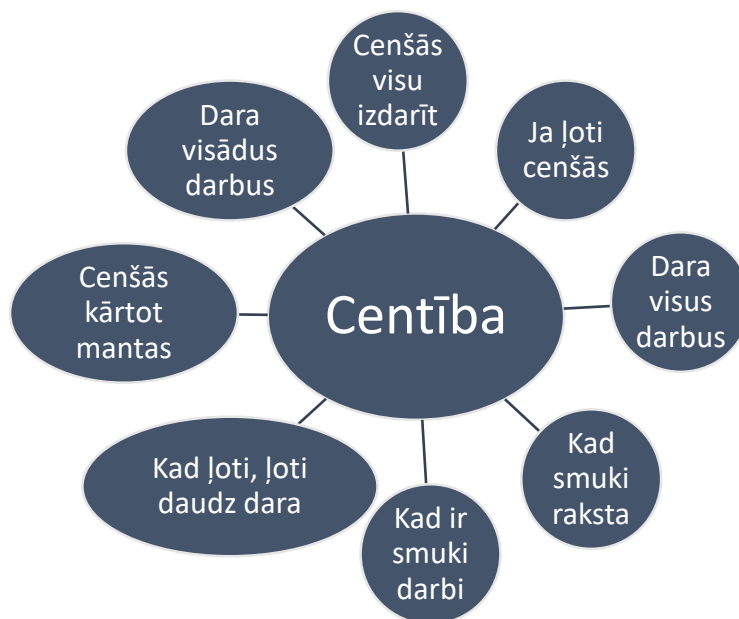 Cenšās
visu
izdarīt
Ja ļoti
cenšās
Dara
visus
darbus
Kad
smuki
raksta
Kad ir
smuki
darbi
Kad ļoti, ļoti
daudz dara
Cenšās
kārtot
mantas
Dara
visādus
darbus
Centība